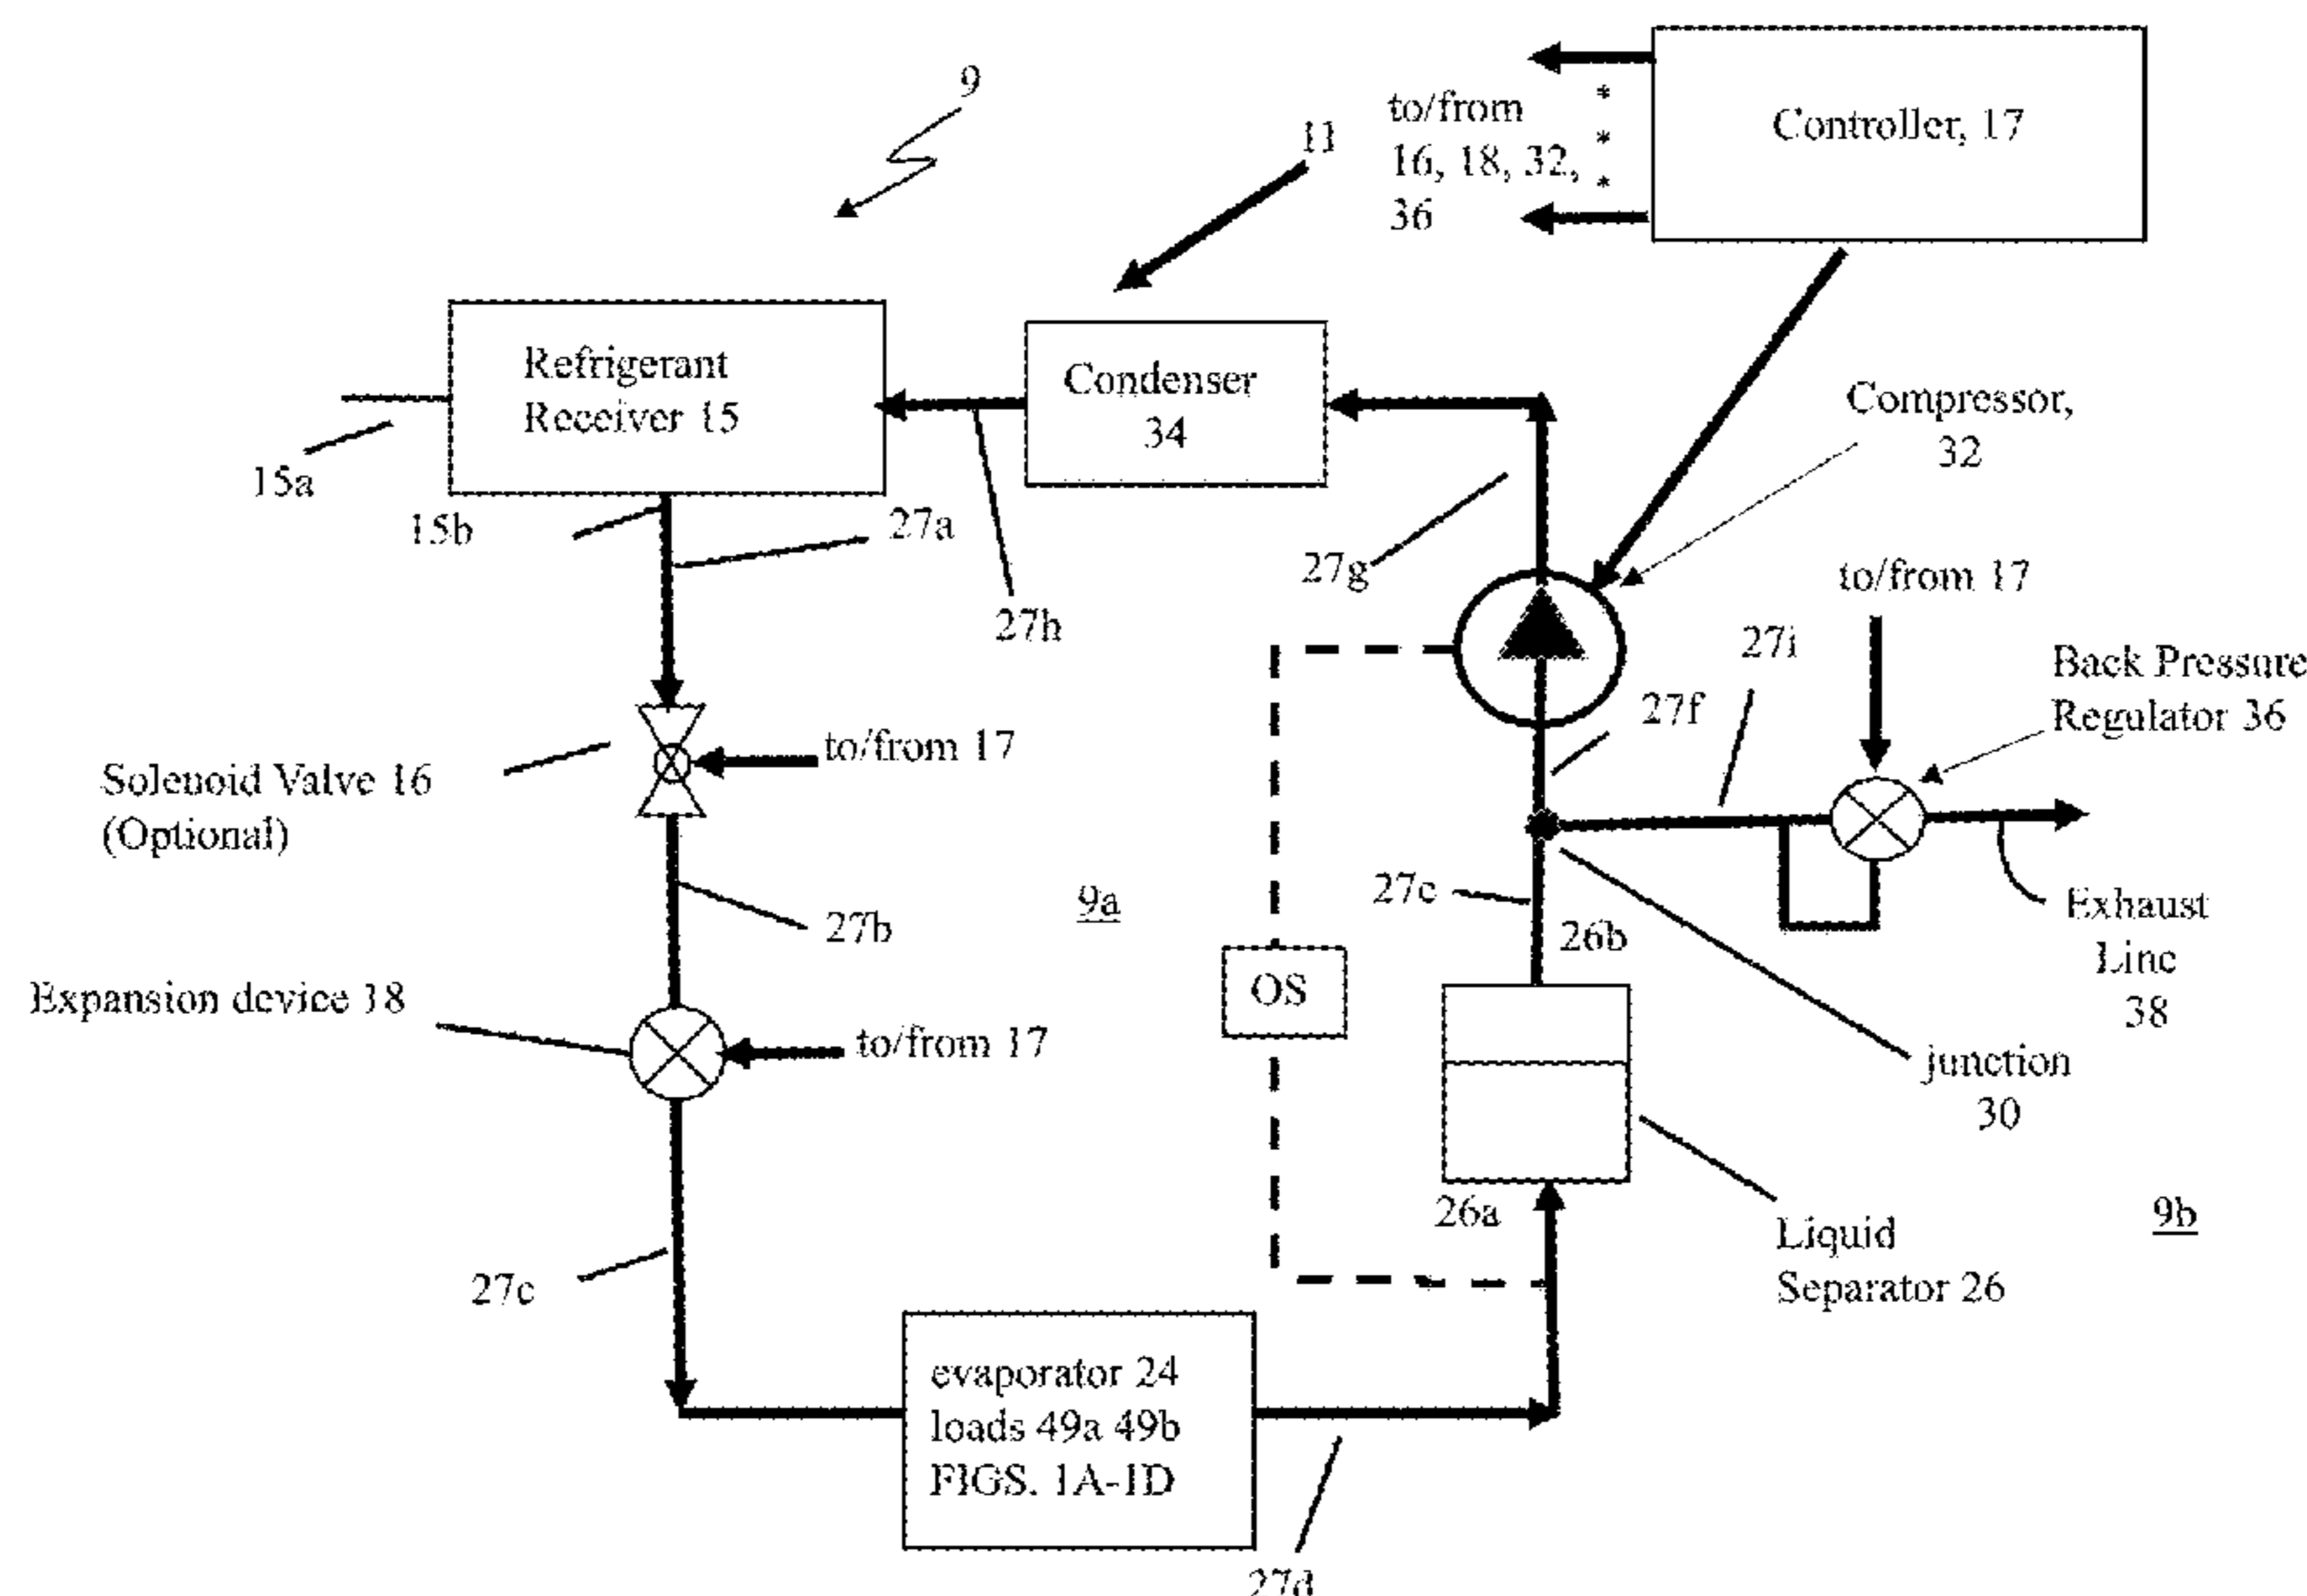 9
11
to/from
16, 18, 32,
36
*
*
*
Controller, 17
Refrigerant
Receiver 15
Condenser
34
Compressor,
32
15a
15b
27a
27h
27g
to/from 17
27i
Back Pressure
Regulator 36
27f
to/from 17
Solenoid Valve 16
(Optional)
27b
9a
27e
26b
Exhaust
Line
38
OS
Expansion device 18
to/from 17
junction
30
26a
9b
Liquid
Separator 26
27c
evaporator 24
loads 49a 49b
FIGS. 1A-1D
27d